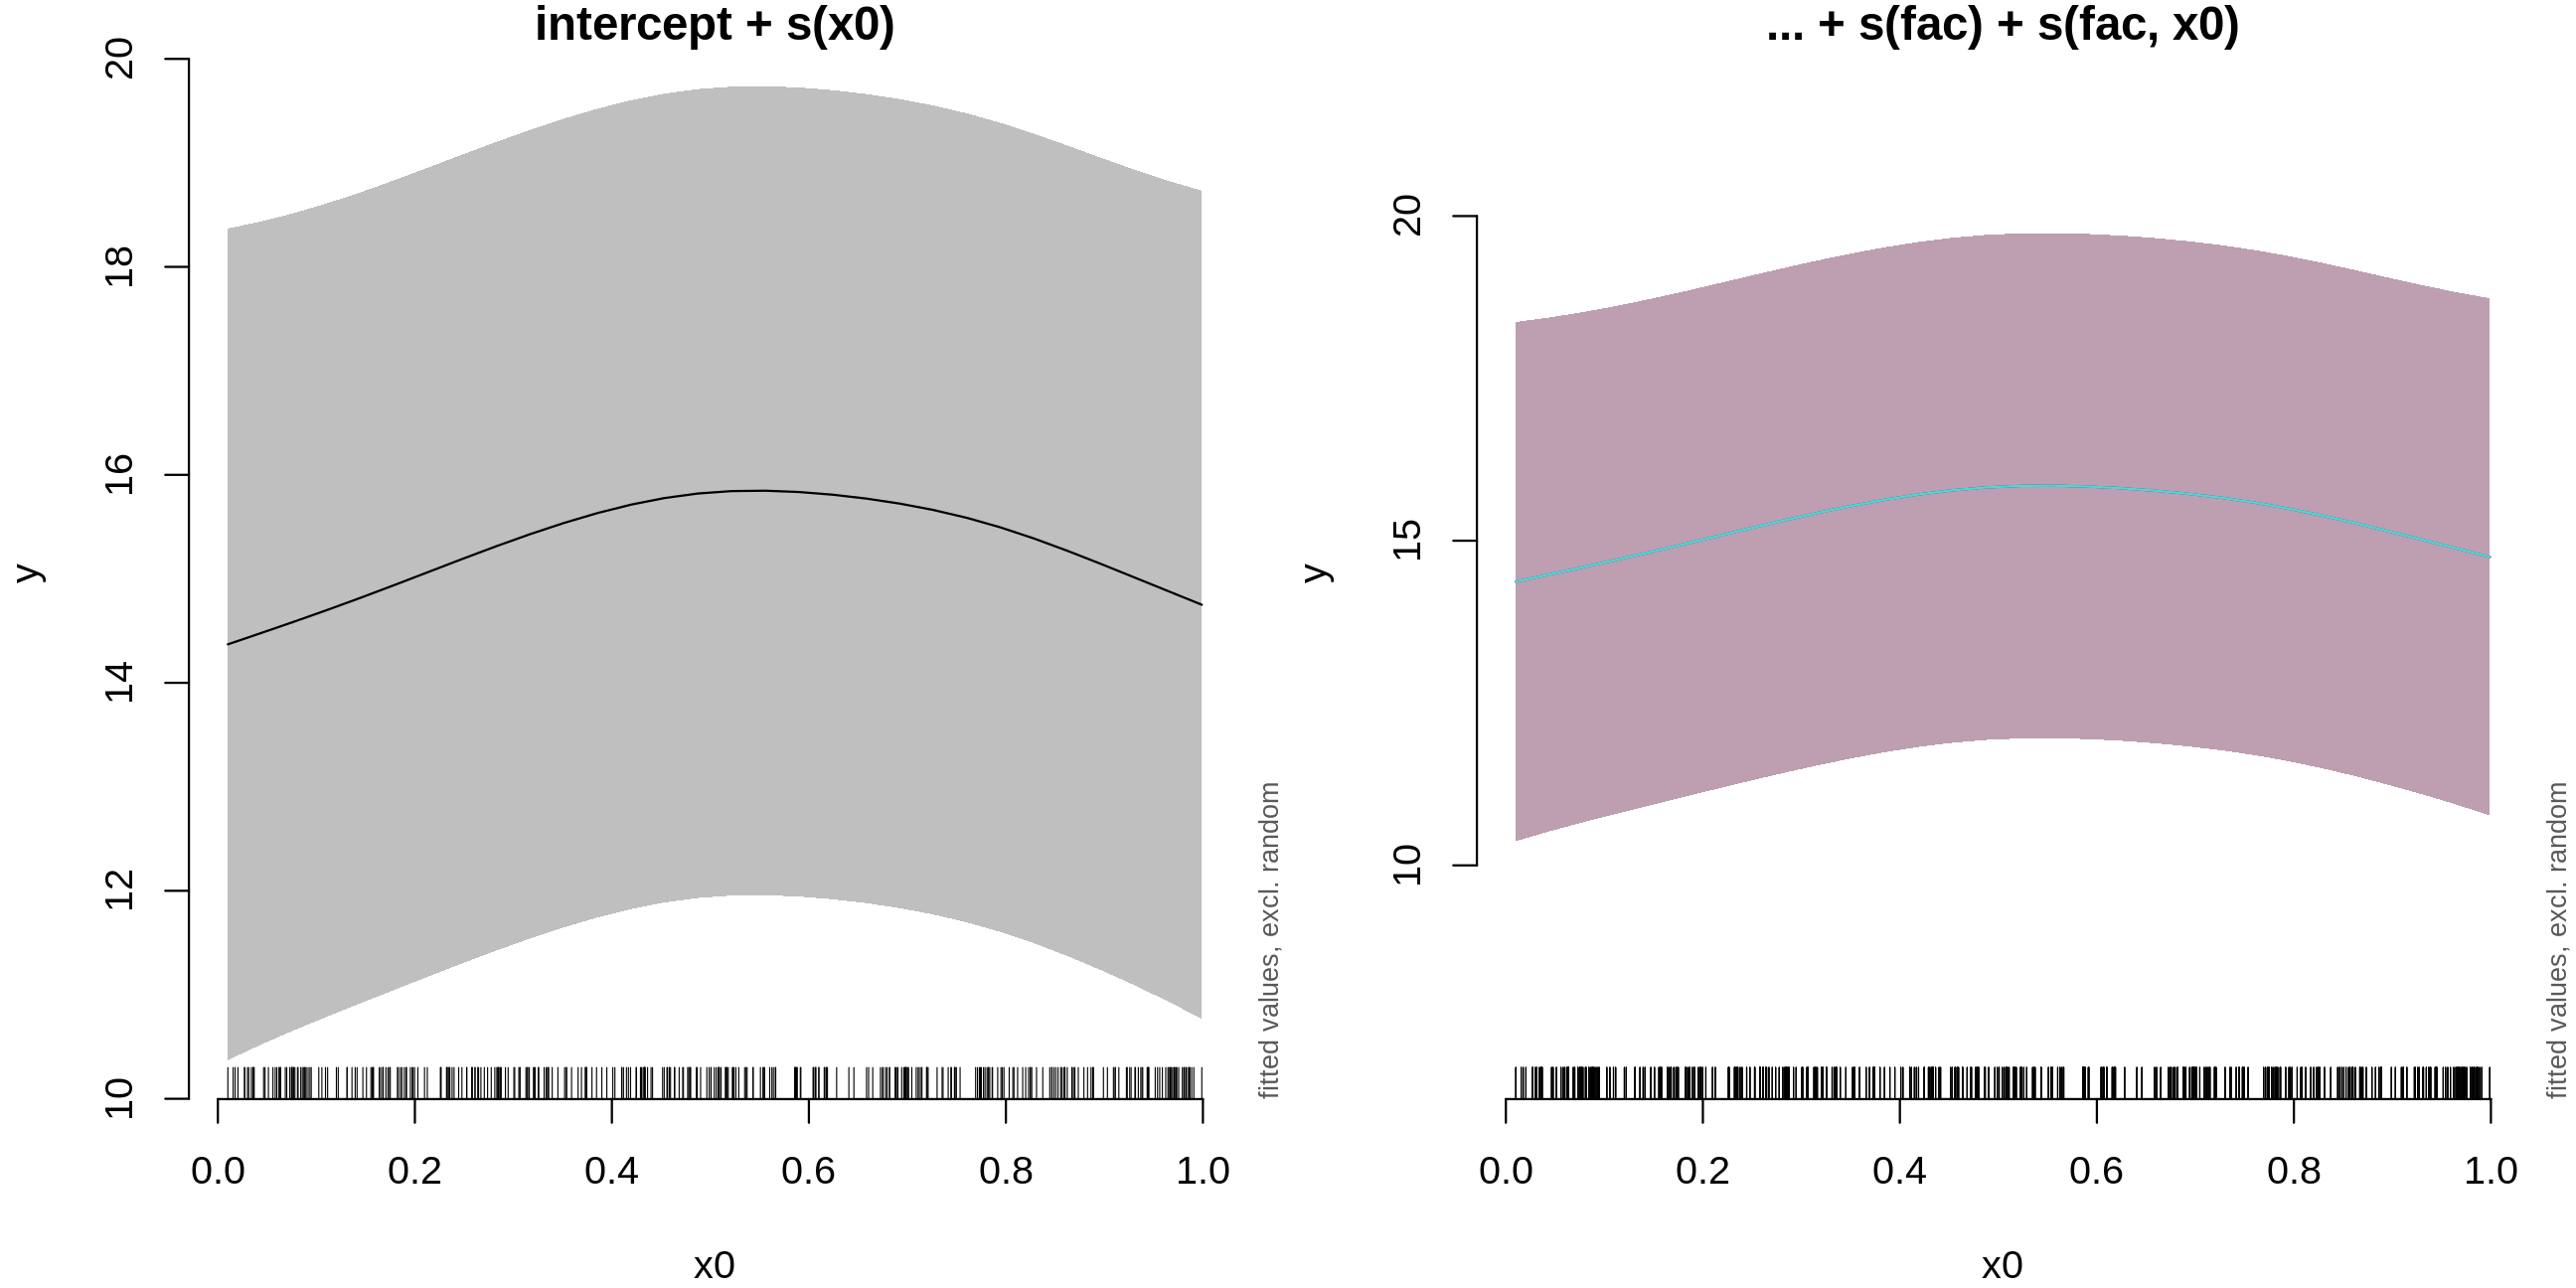 intercept + s(x0)
20
18
16
14
12
10
y
0.0 0.2 0.4 0.6 0.8 1.0
x0
fitted values, excl. random
... + s(fac) + s(fac, x0)
20
15
10
y
0.0 0.2 0.4 0.6 0.8 1.0
x0
fitted values, excl. random